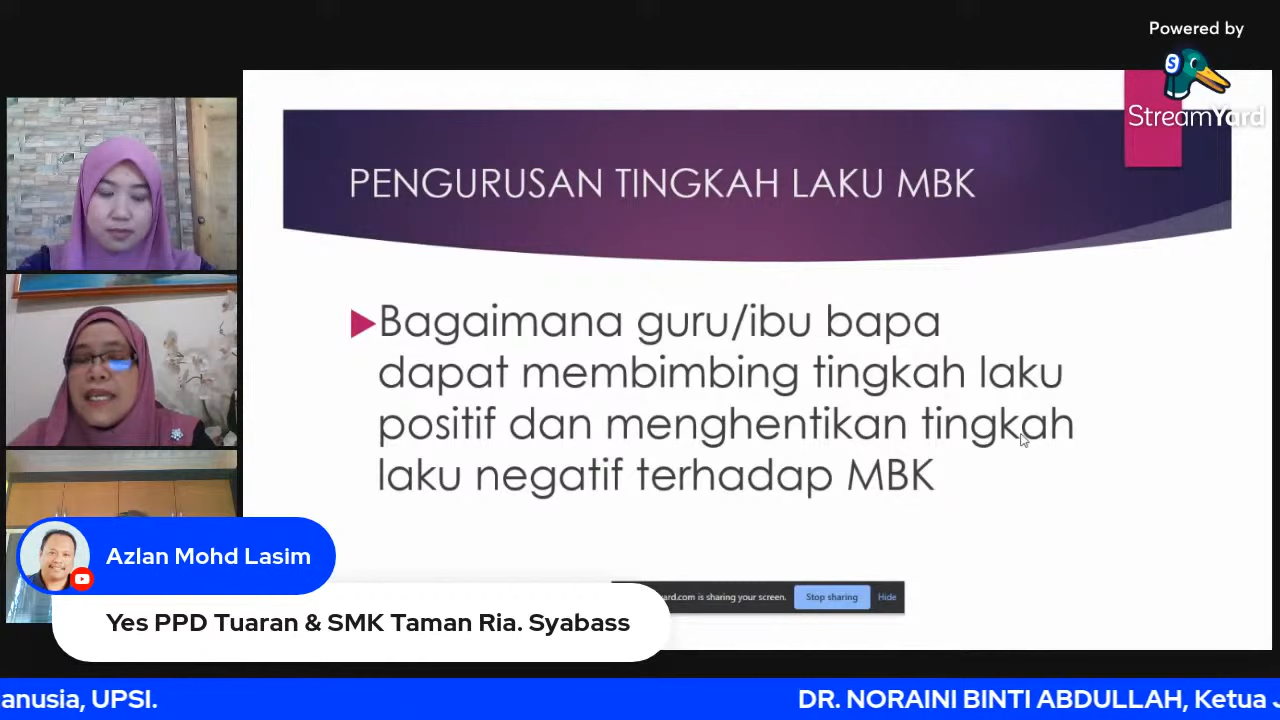 Powered by
StreamYard
PENGURUSAN TINGKAH LAKU MBK
Bagaimana guru/ibu bapa
dapat membimbing tingkah laku
positif dan menghentikan tingkah
laku negatif terhadap MBK
.com is sharing your screen.
Stop sharing
Hide
Azlan Mohd Lasim
Yes PPD Tuaran & SMK Taman Ria. Syabass
anusia, UPSI.
DR. NORAINI BINTI ABDULLAH, Ketua